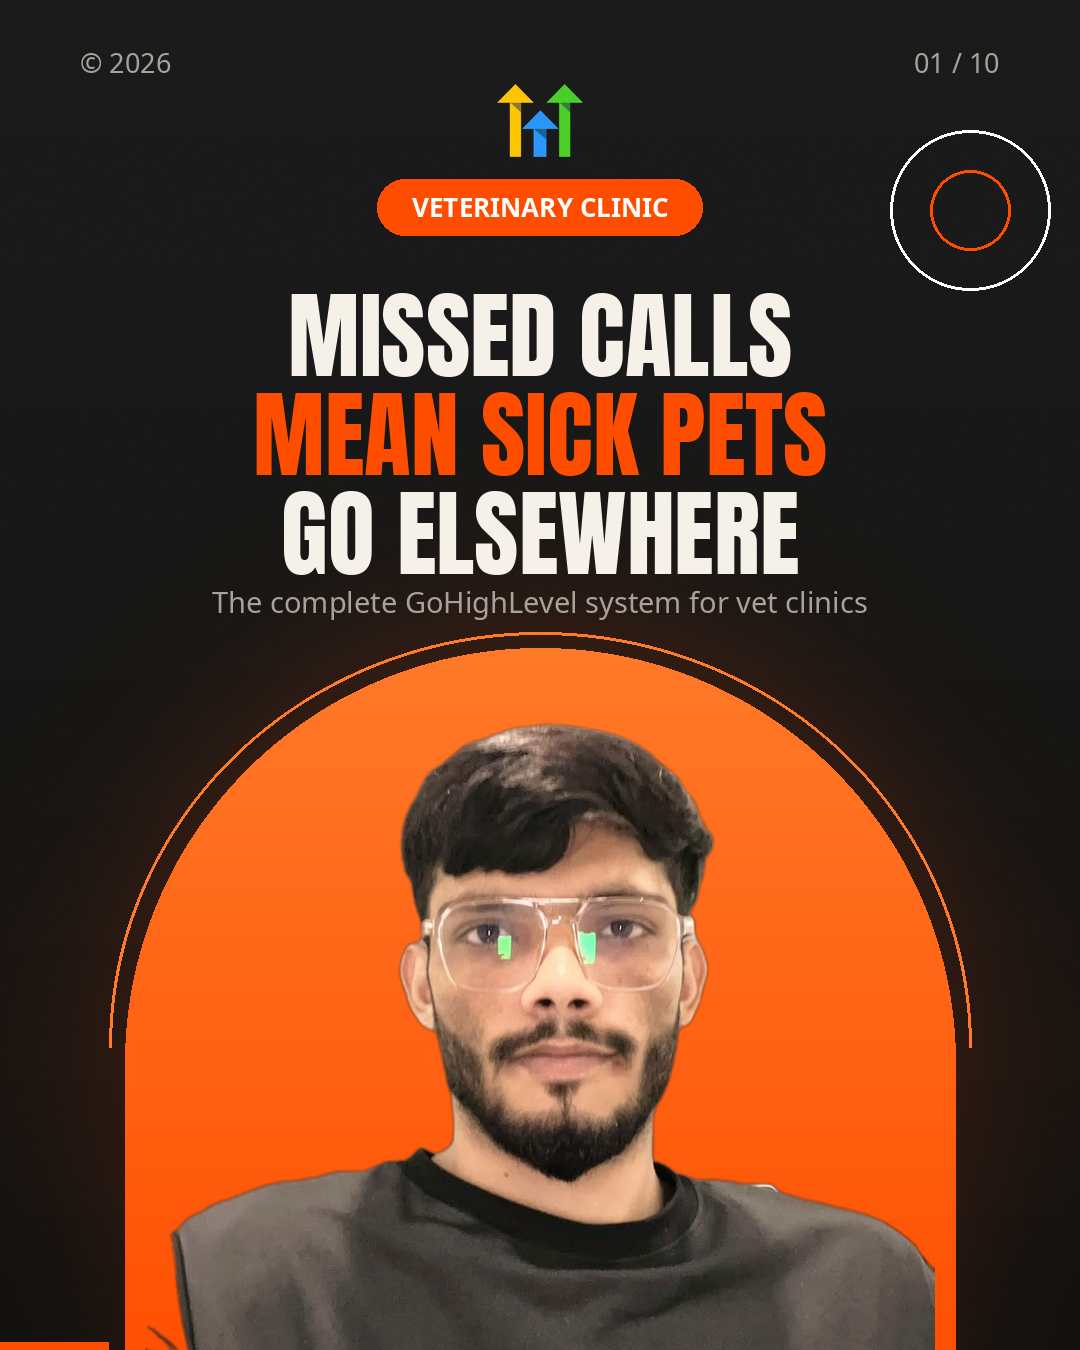 © 2026
01 / 10
VETERINARY CLINIC
MISSED CALLS
MEAN SICK PETS
GO ELSEWHERE
The complete GoHighLevel system for vet clinics